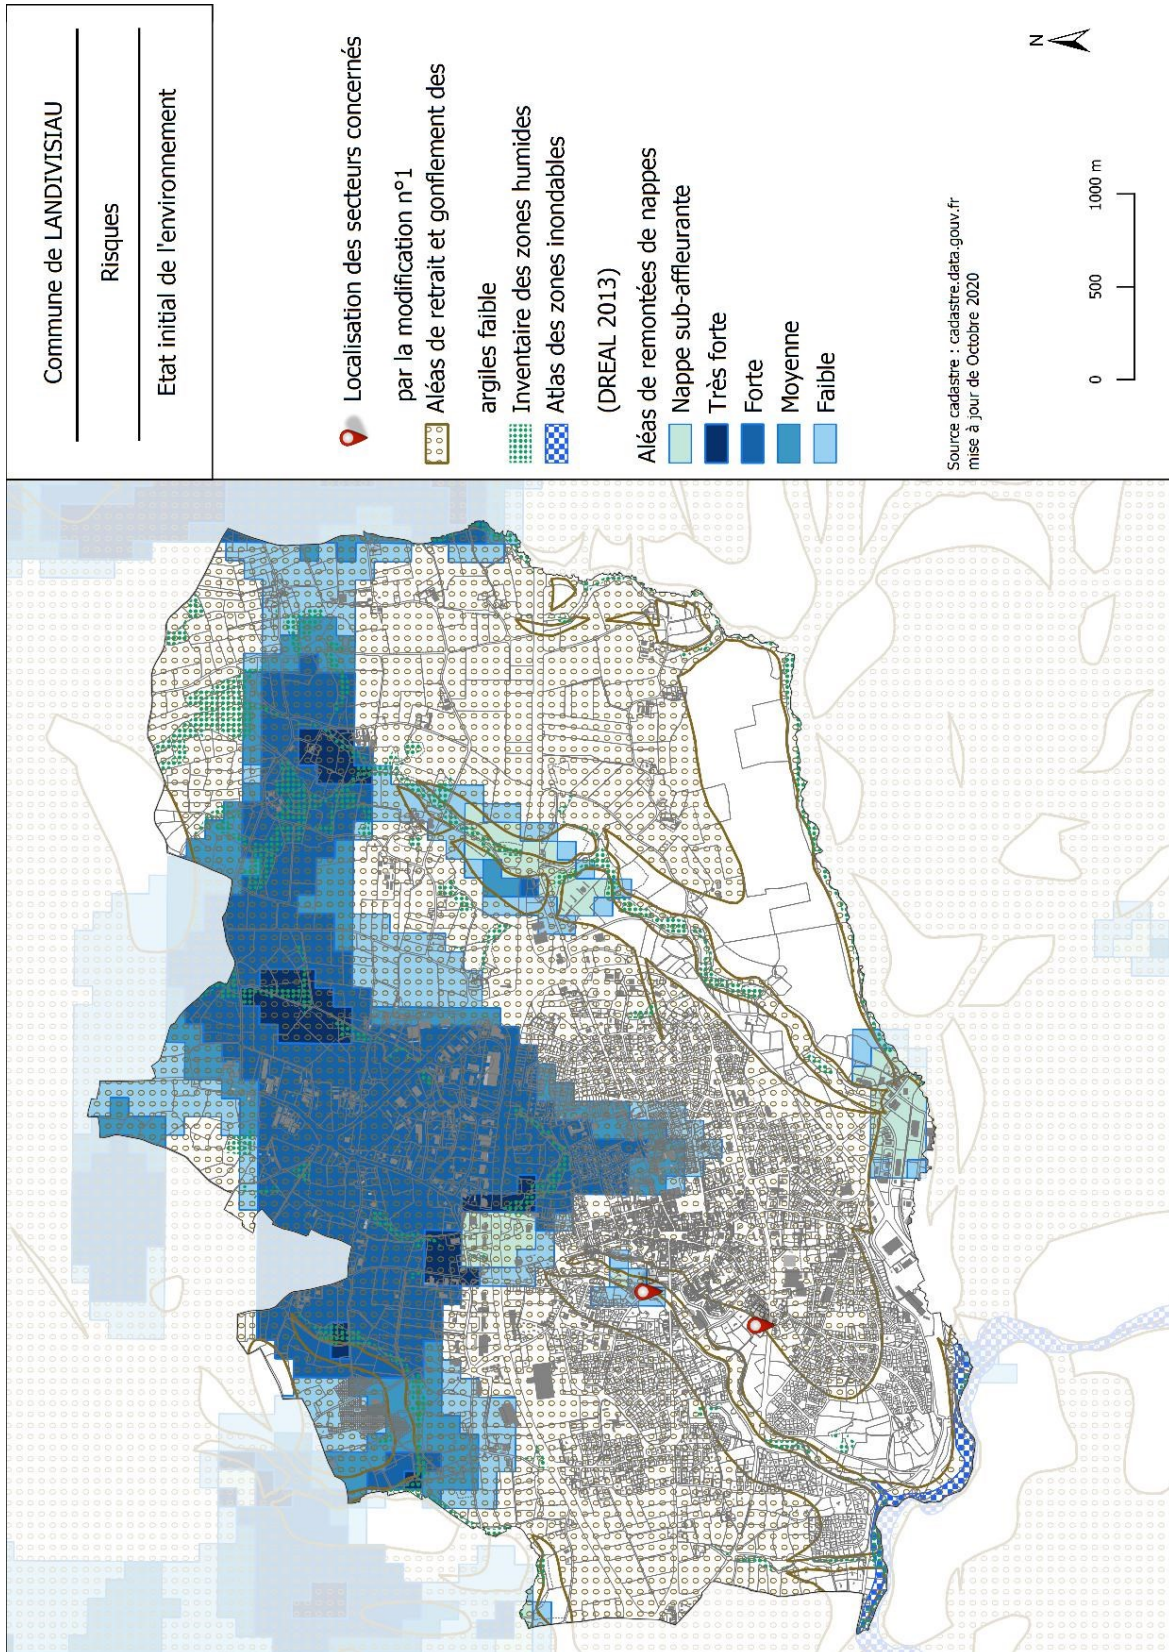 Commune de LANDIVISIAU
Risques
Etat initial de l'environnement
Localisation des secteurs concernés
par la modification n°1
Aléas de retrait et gonflement des
argiles faible
Inventaire des zones humides
Atlas des zones inondables
(DREAL 2013)
Aléas de remontées de nappes
Nappe sub-affleurante
Très forte
Forte
Moyenne
Faible
Source cadastre : cadastre.data.gouv.fr
mise à jour de Octobre 2020
0 500 1000 m
N